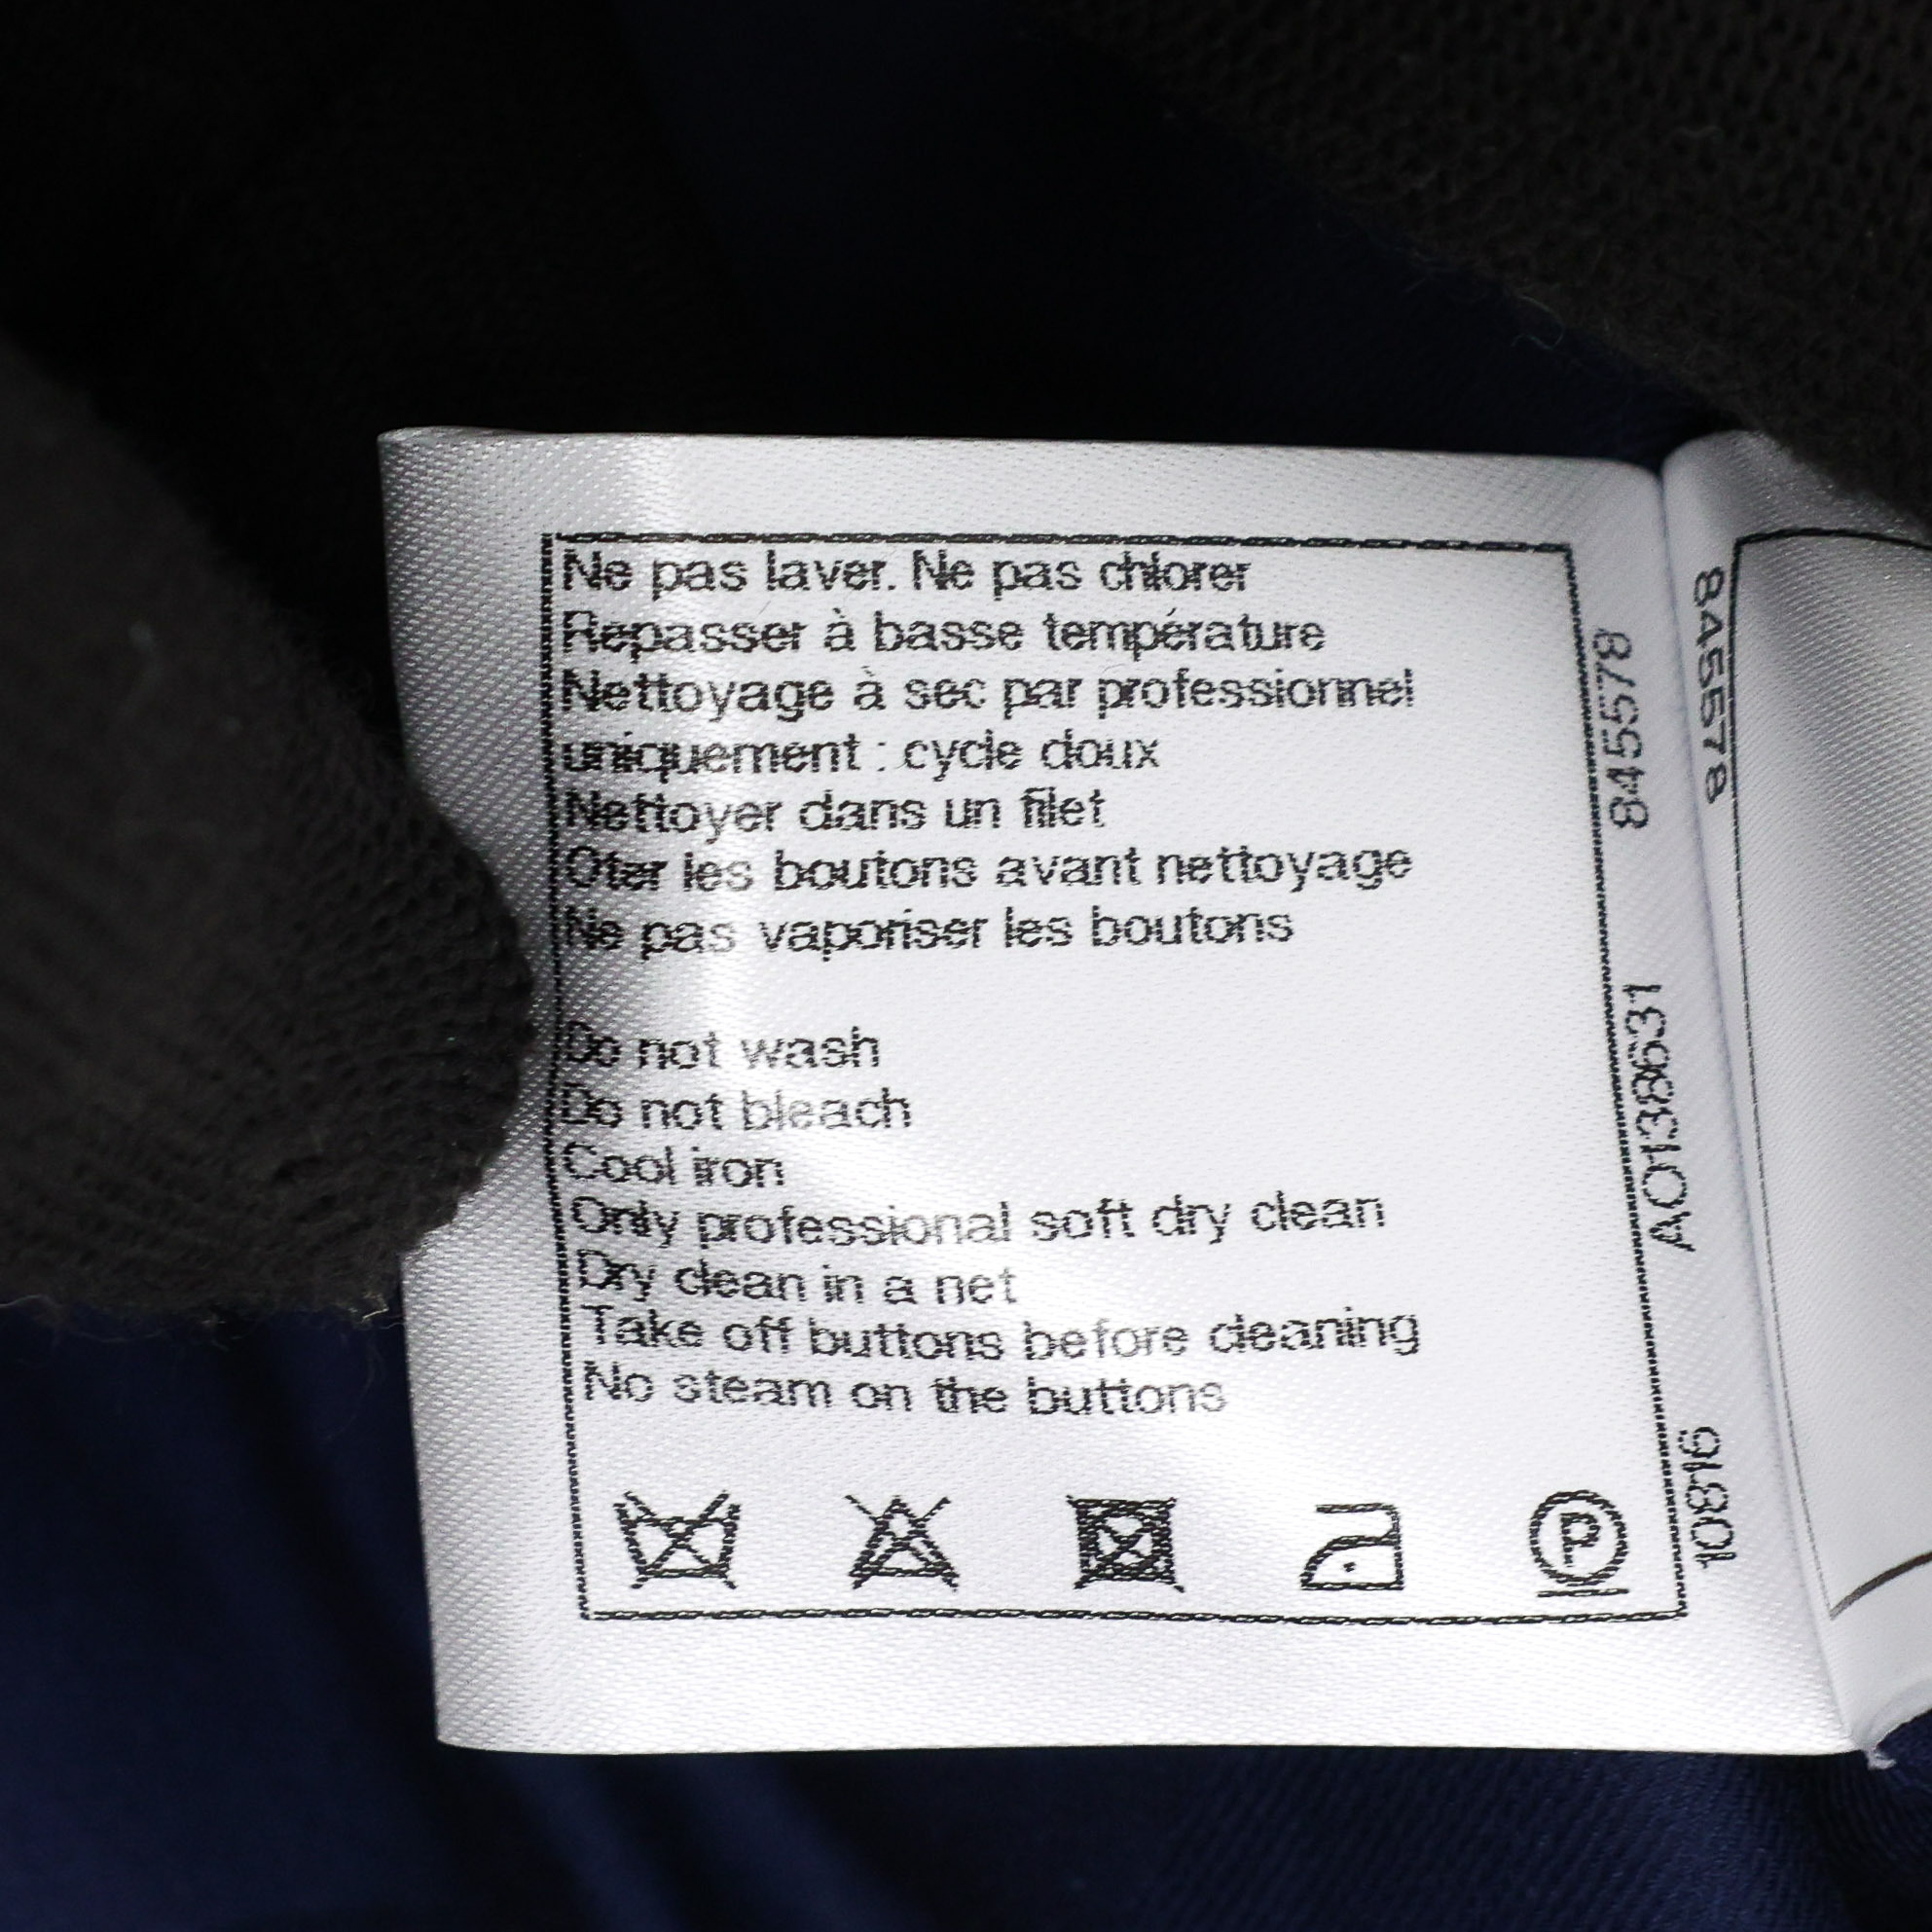 Ne pas laver. Ne pas chlorer
Repasser à basse température
Nettoyage à sec par professionnel
uniquement : cycle doux
Nettoyer dans un filet
Oter les boutons avant nettoyage
Ne pas vaporiser les boutons
Do not wash
Do not bleach
Cool iron
Only professional soft dry clean
Dry clean in a net
Take off buttons before cleaning
No steam on the buttons
P
845578
A0138631
10816
845578